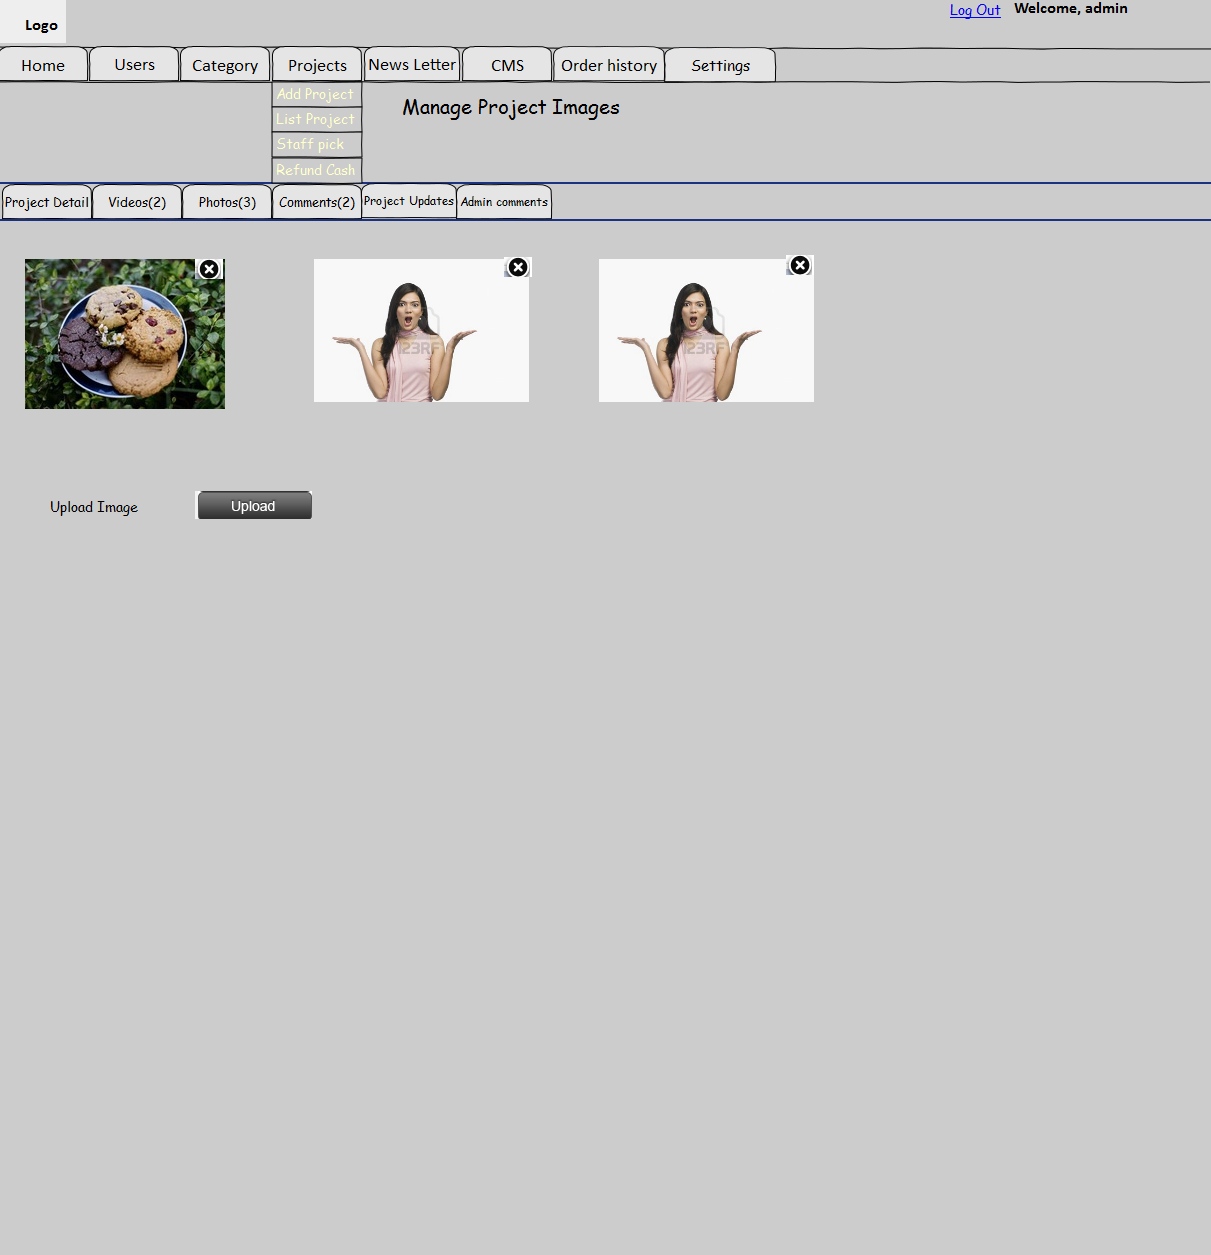 Logo
Log Out Welcome, admin
Home Users Category Projects News Letter CMS Order history Settings
Add Project
List Project
Staff pick
Refund Cash
Manage Project Images
Project Detail Videos(2) Photos(3) Comments(2) Project Updates Admin comments
123RF 123RF
Upload Image Upload